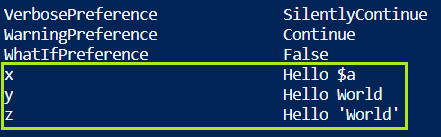 VerbosePreference SilentlyContinue
WarningPreference Continue
WhatIfPreference False
x Hello $a
y Hello World
z Hello 'World'